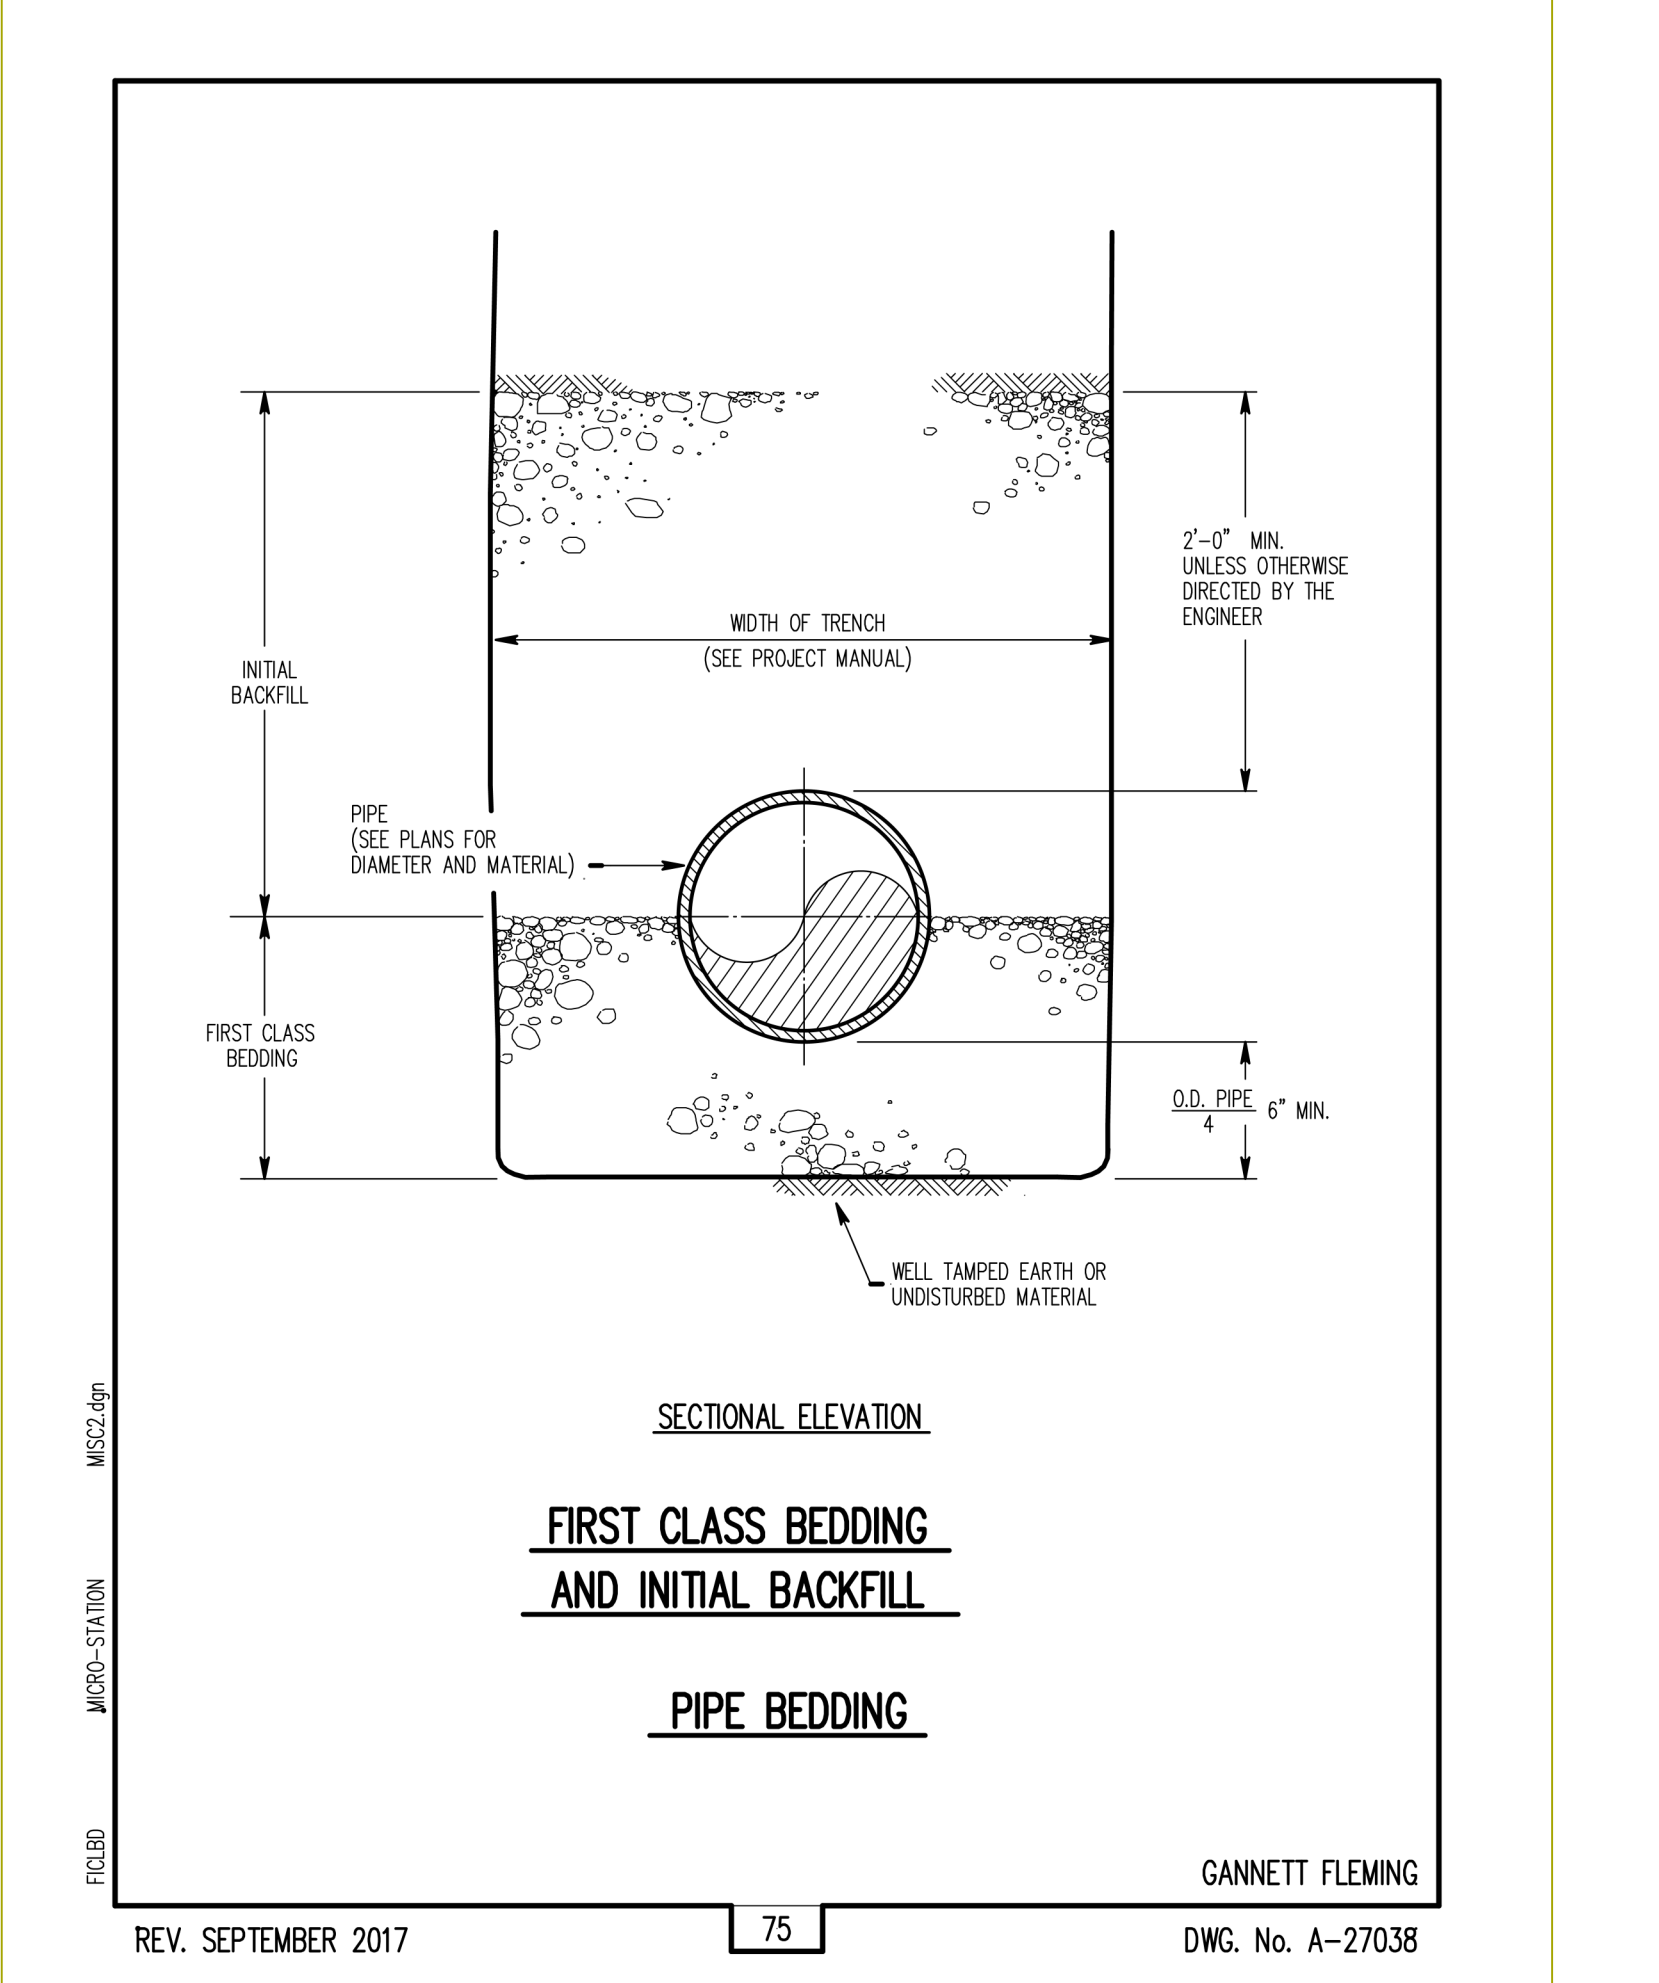 2'-0" MIN.
UNLESS OTHERWISE
DIRECTED BY THE
ENGINEER
WIDTH OF TRENCH
(SEE PROJECT MANUAL)
INITIAL
BACKFILL
PIPE
(SEE PLANS FOR
DIAMETER AND MATERIAL)
FIRST CLASS
BEDDING
O.D. PIPE
4
6" MIN.
WELL TAMPED EARTH OR
UNDISTURBED MATERIAL
SECTIONAL ELEVATION
FIRST CLASS BEDDING
AND INITIAL BACKFILL
PIPE BEDDING
MISC2.dgn
MICRO-STATION
FICLBD
GANNETT FLEMING
REV. SEPTEMBER 2017
75
DWG. No. A-27038